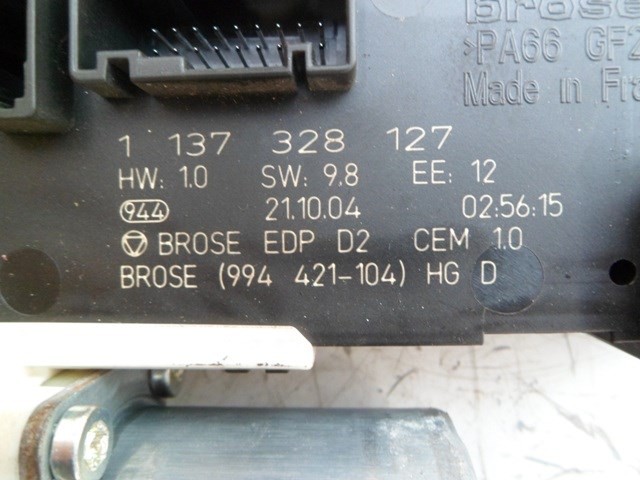 brose
>PA66 GF2
Made in Fra
1 137 328 127
HW: 1.0 SW: 9.8 EE: 12
944 21.10.04 02:56:15
BROSE EDP D2 CEM 1.0
BROSE (994 421-104) HG D